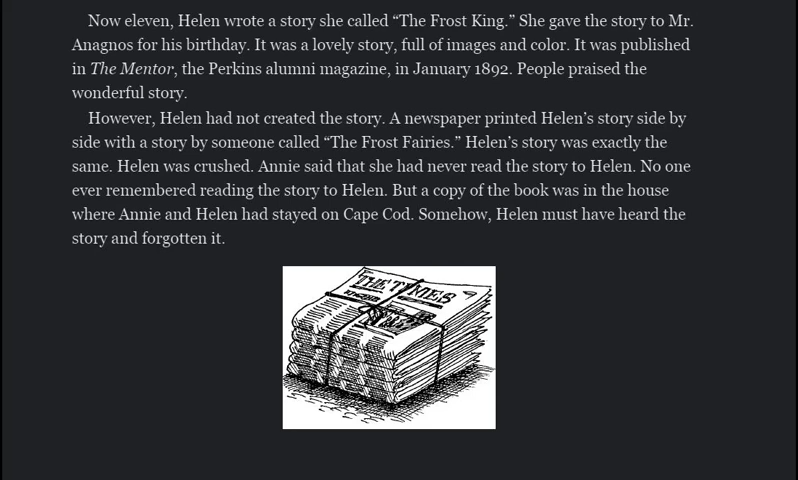 Now eleven, Helen wrote a story she called “The Frost King.” She gave the story to Mr.
Anagnos for his birthday. It was a lovely story, full of images and color. It was published
in The Mentor, the Perkins alumni magazine, in January 1892. People praised the
wonderful story.
However, Helen had not created the story. A newspaper printed Helen’s story side by
side with a story by someone called “The Frost Fairies.” Helen’s story was exactly the
same. Helen was crushed. Annie said that she had never read the story to Helen. No one
ever remembered reading the story to Helen. But a copy of the book was in the house
where Annie and Helen had stayed on Cape Cod. Somehow, Helen must have heard the
story and forgotten it.
THE TIMES